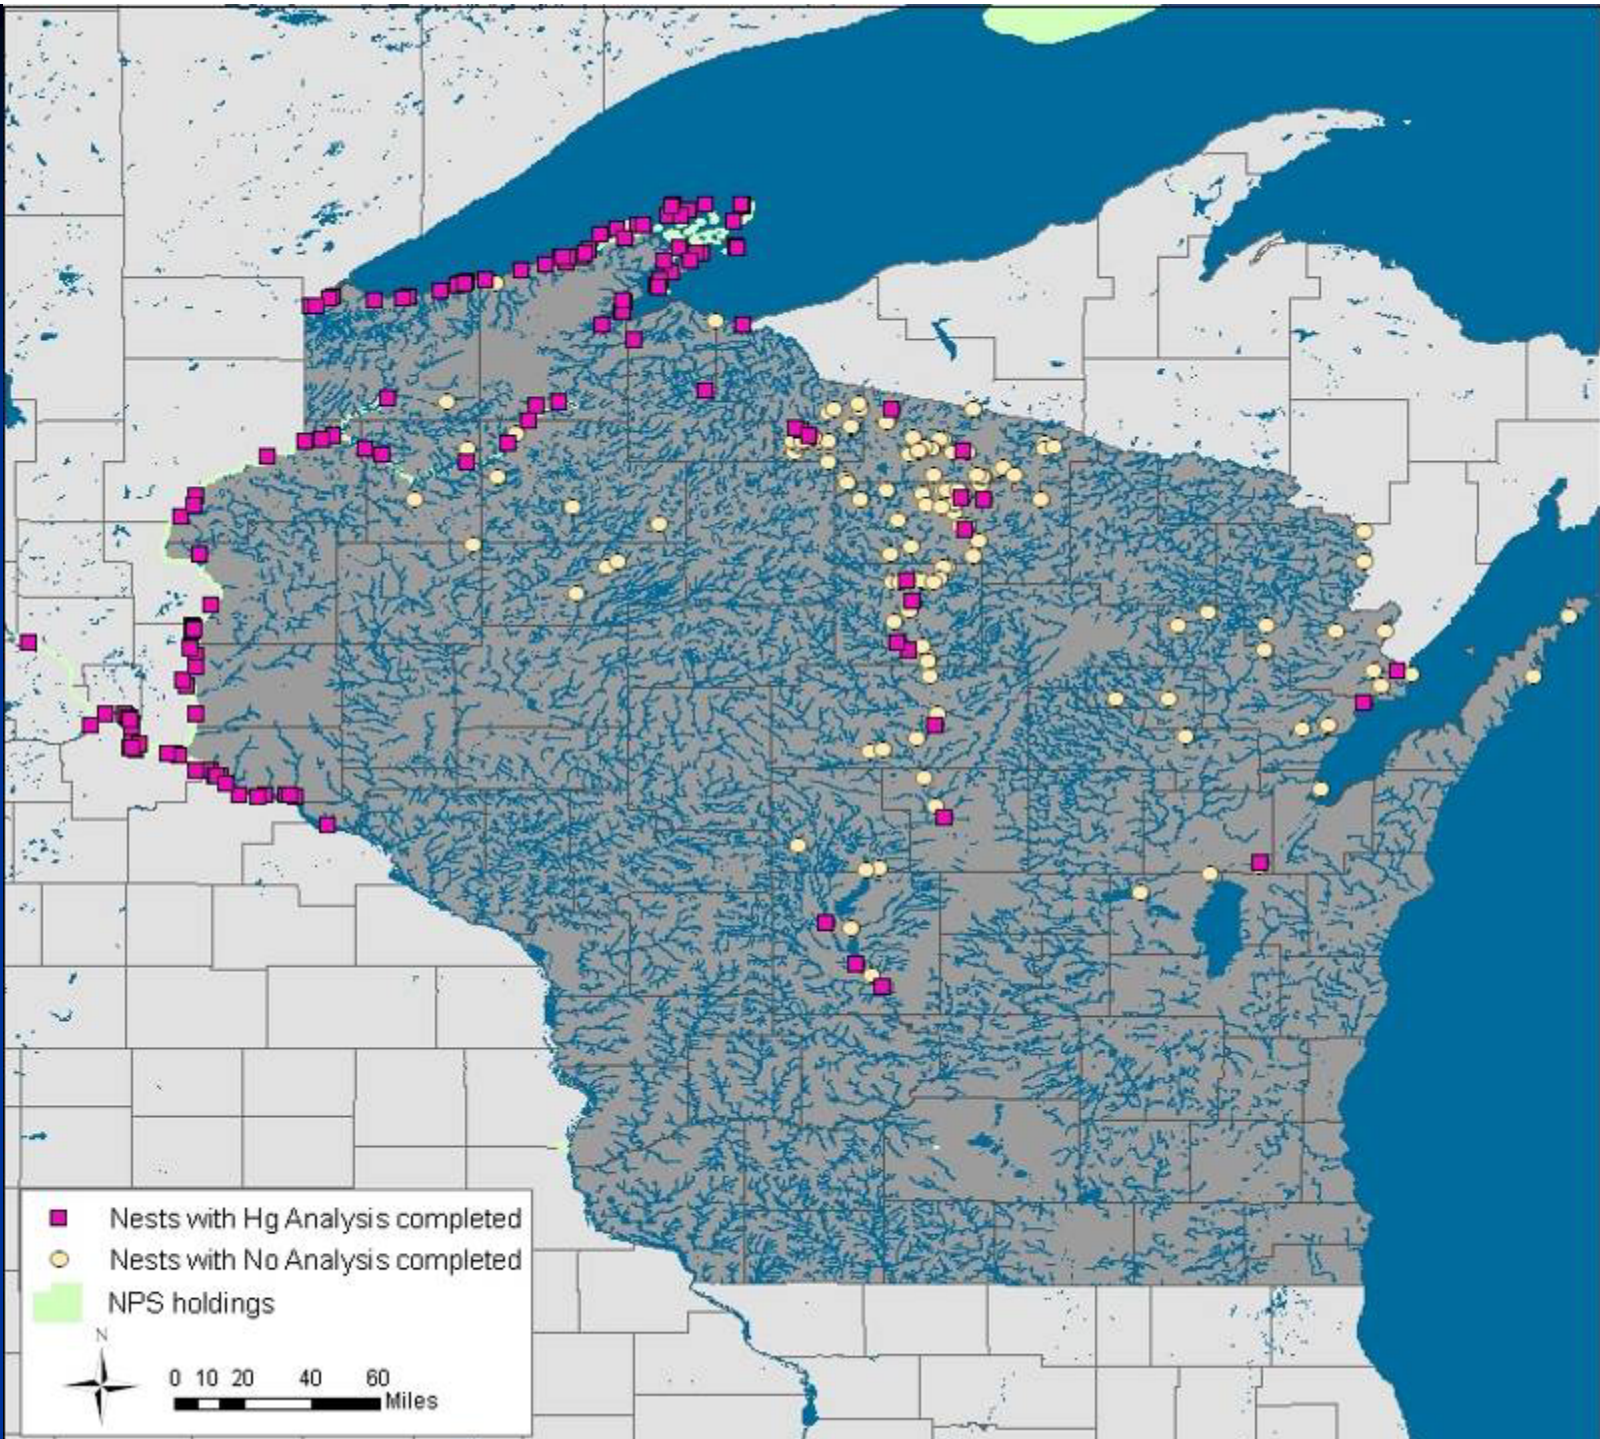 Nests with Hg Analysis completed
Nests with No Analysis completed
NPS holdings
N
0 10 20 40 60
Miles